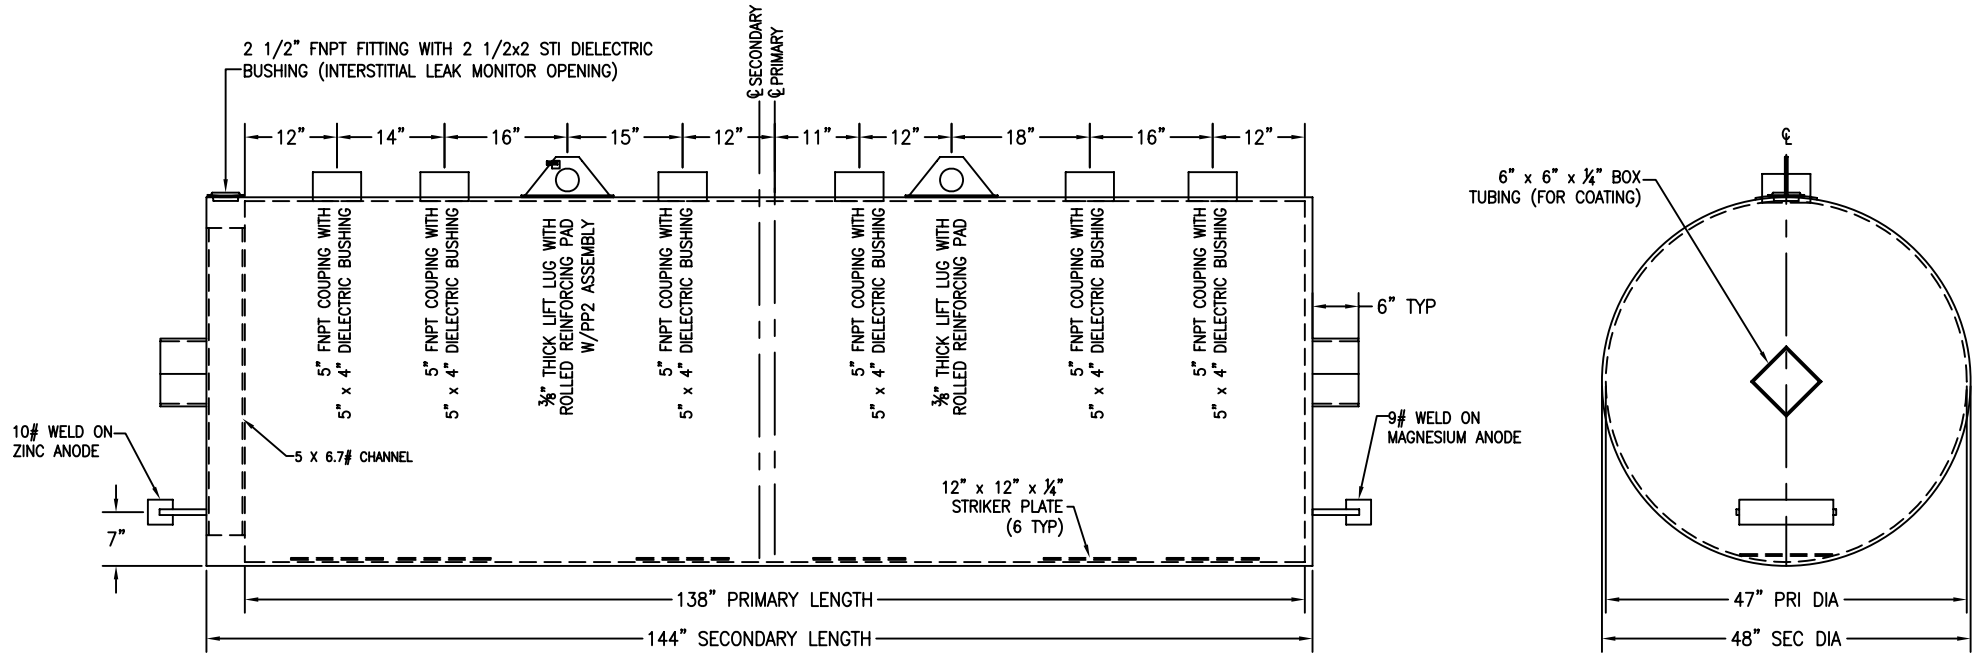 2 1/2" FNPT FITTING WITH 2 1/2x2 STI DIELECTRIC
BUSHING (INTERSTITIAL LEAK MONITOR OPENING)
℄ SECONDARY
℄ PRIMARY
12"
14"
16"
15"
12"
11"
12"
18"
16"
12"
5" FNPT COUPING WITH
5" x 4" DIELECTRIC BUSHING
5" FNPT COUPING WITH
5" x 4" DIELECTRIC BUSHING
⅜" THICK LIFT LUG WITH
ROLLED REINFORCING PAD
W/PP2 ASSEMBLY
5" FNPT COUPING WITH
5" x 4" DIELECTRIC BUSHING
5" FNPT COUPING WITH
5" x 4" DIELECTRIC BUSHING
⅜" THICK LIFT LUG WITH
ROLLED REINFORCING PAD
5" FNPT COUPING WITH
5" x 4" DIELECTRIC BUSHING
5" FNPT COUPING WITH
5" x 4" DIELECTRIC BUSHING
6" TYP
10# WELD ON
ZINC ANODE
5 X 6.7# CHANNEL
9# WELD ON
MAGNESIUM ANODE
12" x 12" x ¼"
STRIKER PLATE
(6 TYP)
7"
138" PRIMARY LENGTH
144" SECONDARY LENGTH
℄
6" x 6" x ¼" BOX
TUBING (FOR COATING)
47" PRI DIA
48" SEC DIA